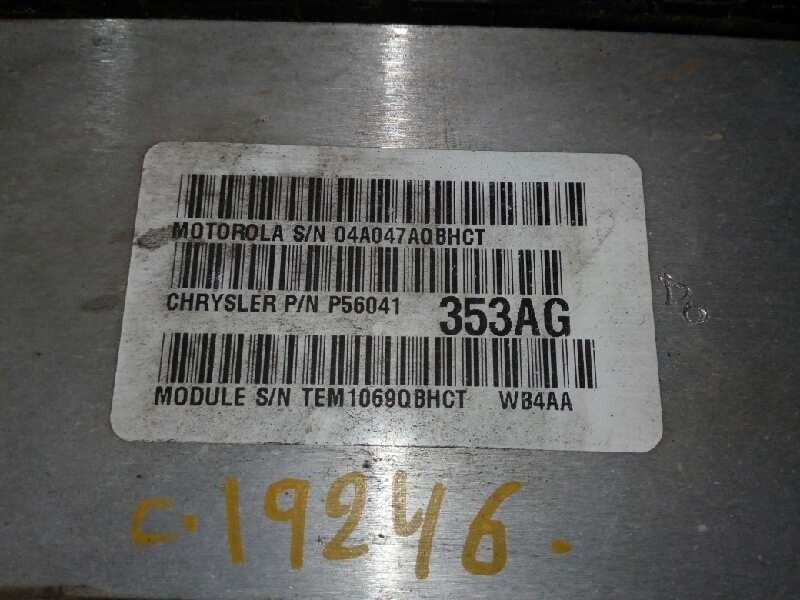 MOTOROLA S/N 04A047AQBHCT
CHRYSLER P/N P56041 353AG
MODULE S/N TEM1069QBHCT WB4AA
C.19246.